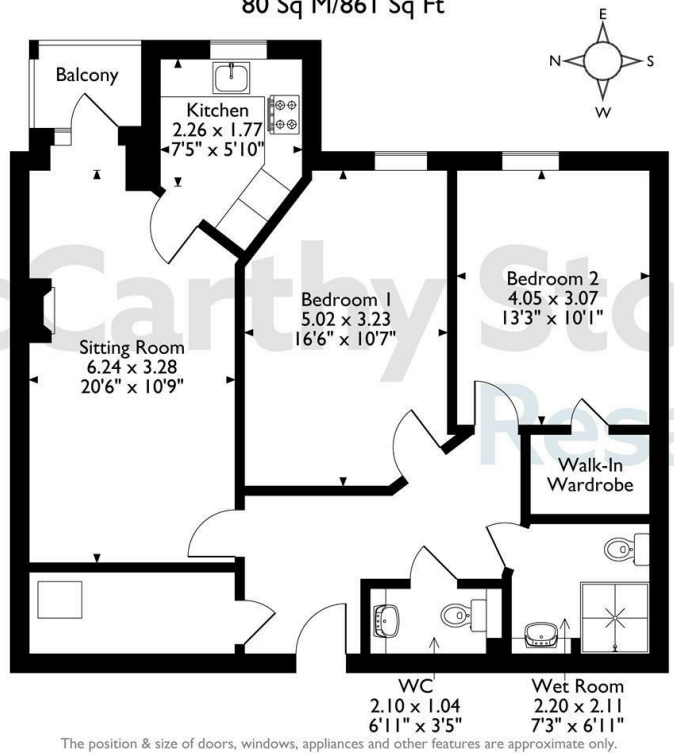 80 Sq M/861 Sq Ft
E
N S
W
Balcony
Kitchen
2.26 x 1.77
7'5" x 5'10"
Bedroom 1
5.02 x 3.23
16'6" x 10'7"
Bedroom 2
4.05 x 3.07
13'3" x 10'1"
Sitting Room
6.24 x 3.28
20'6" x 10'9"
Walk-In
Wardrobe
WC
2.10 x 1.04
6'11" x 3'5"
Wet Room
2.20 x 2.11
7'3" x 6'11"
cCarthy Sto
Resa
The position & size of doors, windows, appliances and other features are approximate only.